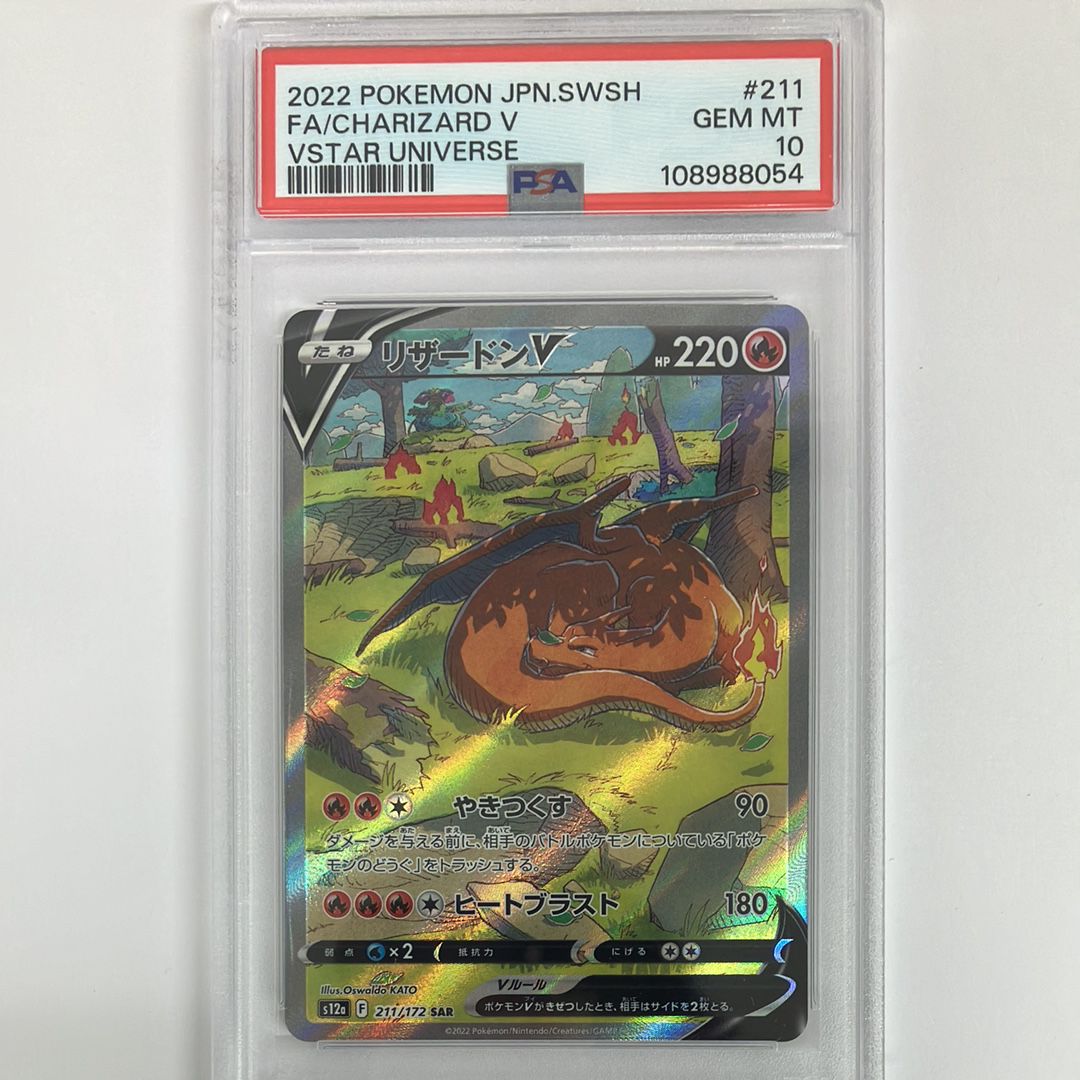 2022 POKEMON JPN.SWSH #211
FA/CHARIZARD V GEM MT
VSTAR UNIVERSE 10
PSA 108988054
たね リザードンV HP 220
やきつくす 90
ダメージを与える前に、相手のバトルポケモンについている「ポケ
モンのどうぐ」をトラッシュする。
ヒートブラスト 180
弱点 ×2 抵抗力 にげる
Illus.Oswaldo KATO Vルール
ポケモンVがきぜつしたとき、相手はサイドを2枚とる。
s12a F 211/172 SAR
©2022 Pokémon/Nintendo/Creatures/GAME